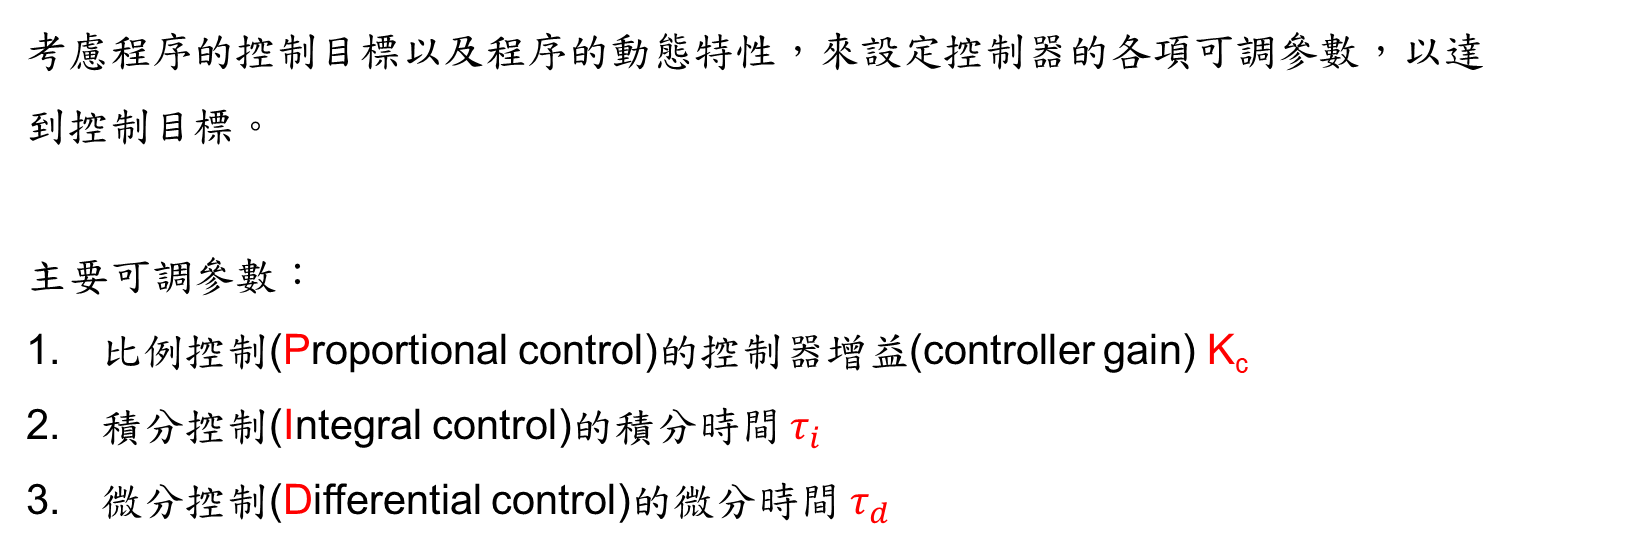 考慮程序的控制目標以及程序的動態特性，來設定控制器的各項可調參數，以達
到控制目標。
主要可調參數：
1. 比例控制(Proportional control)的控制器增益(controller gain) Kc
2. 積分控制(Integral control)的積分時間 τi
3. 微分控制(Differential control)的微分時間 τd